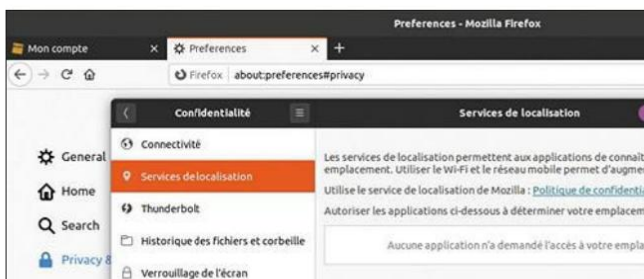 Preferences - Mozilla Firefox
Mon compte × Preferences × +
Firefox about:preferences#privacy
Confidentialité Services de localisation
General
Home
Search
Privacy &
Connectivité
Services de localisation
Thunderbolt
Historique des fichiers et corbeille
Verrouillage de l'écran
Les services de localisation permettent aux applications de connaît
emplacement. Utiliser le Wi-Fi et le réseau mobile permet d'augme
Utilise le service de localisation de Mozilla : Politique de confidentia
Autoriser les applications ci-dessous à déterminer votre emplacem
Aucune application n'a demandé l'accès à votre empla